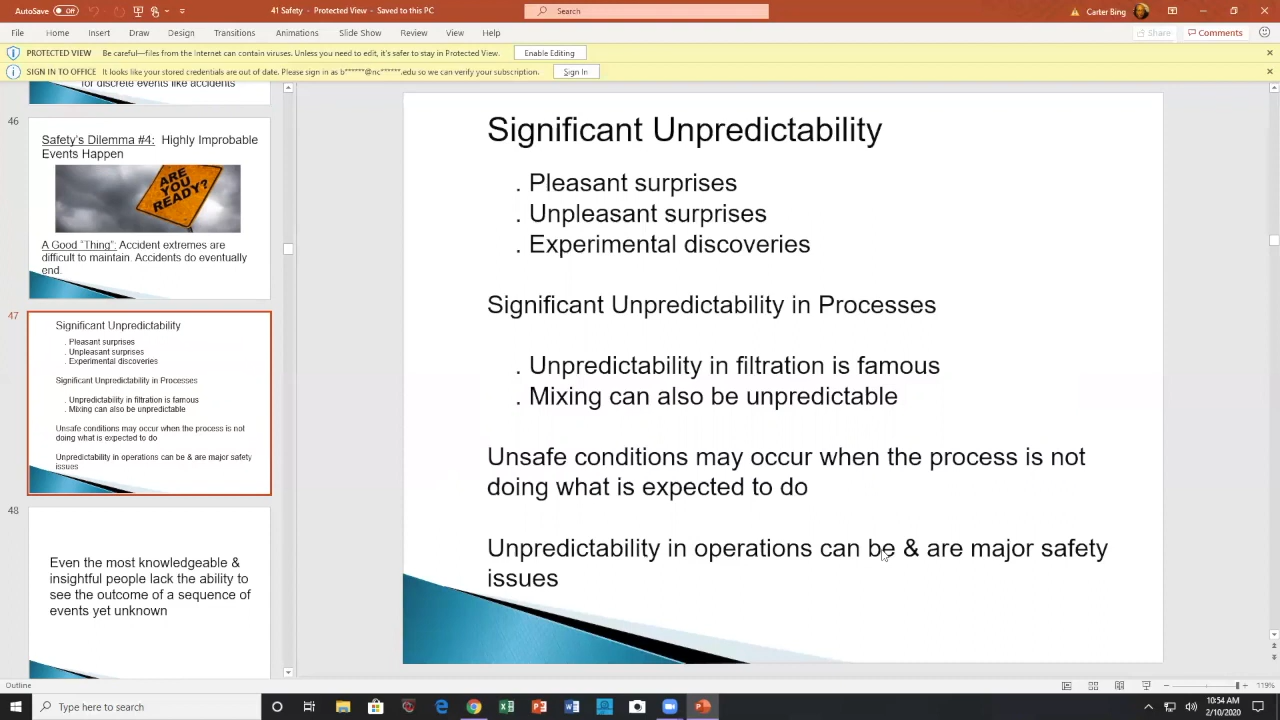 AutoSave Off
41 Safety - Protected View - Saved to this PC
Search
Carter Bing
File Home Insert Draw Design Transitions Animations Slide Show Review View Help
Share Comments
PROTECTED VIEW Be careful—files from the Internet can contain viruses. Unless you need to edit, it's safer to stay in Protected View. Enable Editing
SIGN IN TO OFFICE It looks like your stored credentials are out of date. Please sign in as b******@nc******.edu so we can verify your subscription. Sign In
for discrete events like accidents
46
Safety's Dilemma #4: Highly Improbable
Events Happen
ARE
YOU
READY?
A Good "Thing": Accident extremes are
difficult to maintain. Accidents do eventually
end.
47
Significant Unpredictability
. Pleasant surprises
. Unpleasant surprises
. Experimental discoveries
Significant Unpredictability in Processes
. Unpredictability in filtration is famous
. Mixing can also be unpredictable
Unsafe conditions may occur when the process is not
doing what is expected to do
Unpredictability in operations can be & are major safety
issues
48
Even the most knowledgeable &
insightful people lack the ability to
see the outcome of a sequence of
events yet unknown
Significant Unpredictability
. Pleasant surprises
. Unpleasant surprises
. Experimental discoveries
Significant Unpredictability in Processes
. Unpredictability in filtration is famous
. Mixing can also be unpredictable
Unsafe conditions may occur when the process is not
doing what is expected to do
Unpredictability in operations can be & are major safety
issues
Outline
119%
Type here to search
10:54 AM
2/10/2020